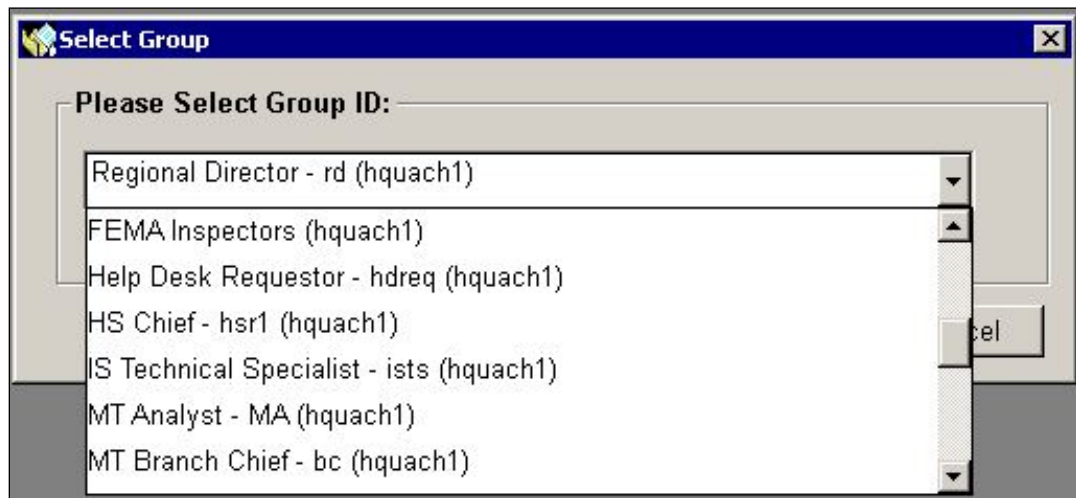 Select Group
Please Select Group ID:
Regional Director - rd (hquach1)
FEMA Inspectors (hquach1)
Help Desk Requestor - hdreq (hquach1)
HS Chief - hsr1 (hquach1)
cel
IS Technical Specialist - ists (hquach1)
MT Analyst - MA (hquach1)
MT Branch Chief - bc (hquach1)